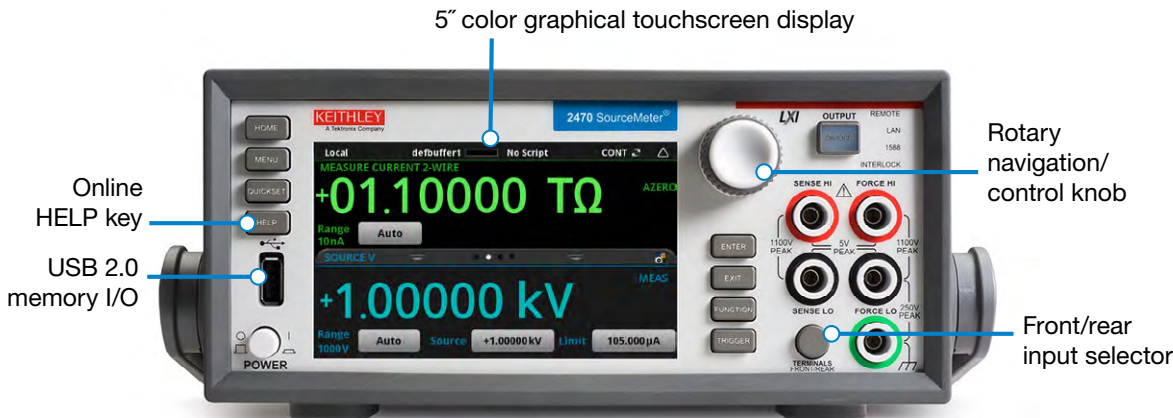 5″ color graphical touchscreen display
KEITHLEY
A Tektronix Company
2470 SourceMeter®
LXI
OUTPUT
ON/OFF
REMOTE
LAN
1588
INTERLOCK
HOME
MENU
QUICKSET
HELP
Online
HELP key
USB 2.0
memory I/O
POWER
Local
defbuffer1
No Script
CONT
MEASURE CURRENT 2-WIRE
+01.10000 TΩ
AZERO
Range
10nA
Auto
SOURCE V
MEAS
+1.00000 kV
Range
1000V
Auto
Source
+1.00000 kV
Limit
105.000 µA
ENTER
EXIT
FUNCTION
TRIGGER
SENSE HI
FORCE HI
1100V
PEAK
5V
PEAK
1100V
PEAK
SENSE LO
FORCE LO
250V
PEAK
TERMINALS
FRONT/REAR
Rotary
navigation/
control knob
Front/rear
input selector